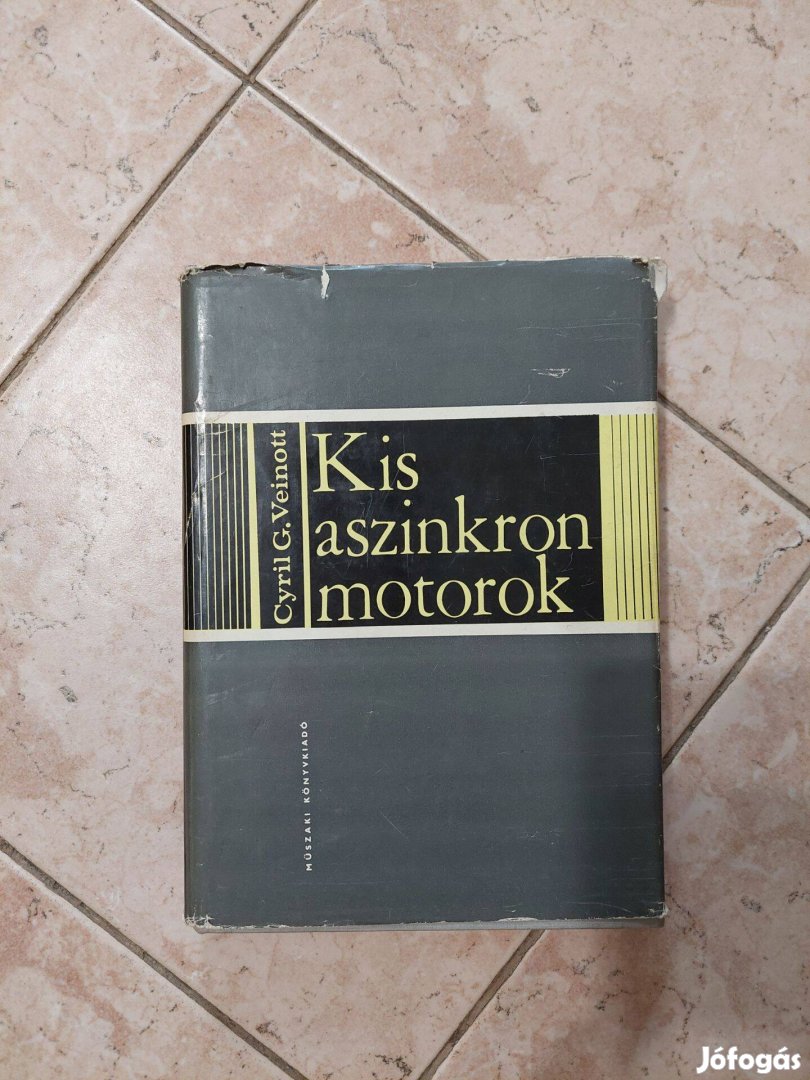 Cyril G. Veinott
Kis
aszinkron
motorok
MŰSZAKI KÖNYVKIADÓ
Jófogás